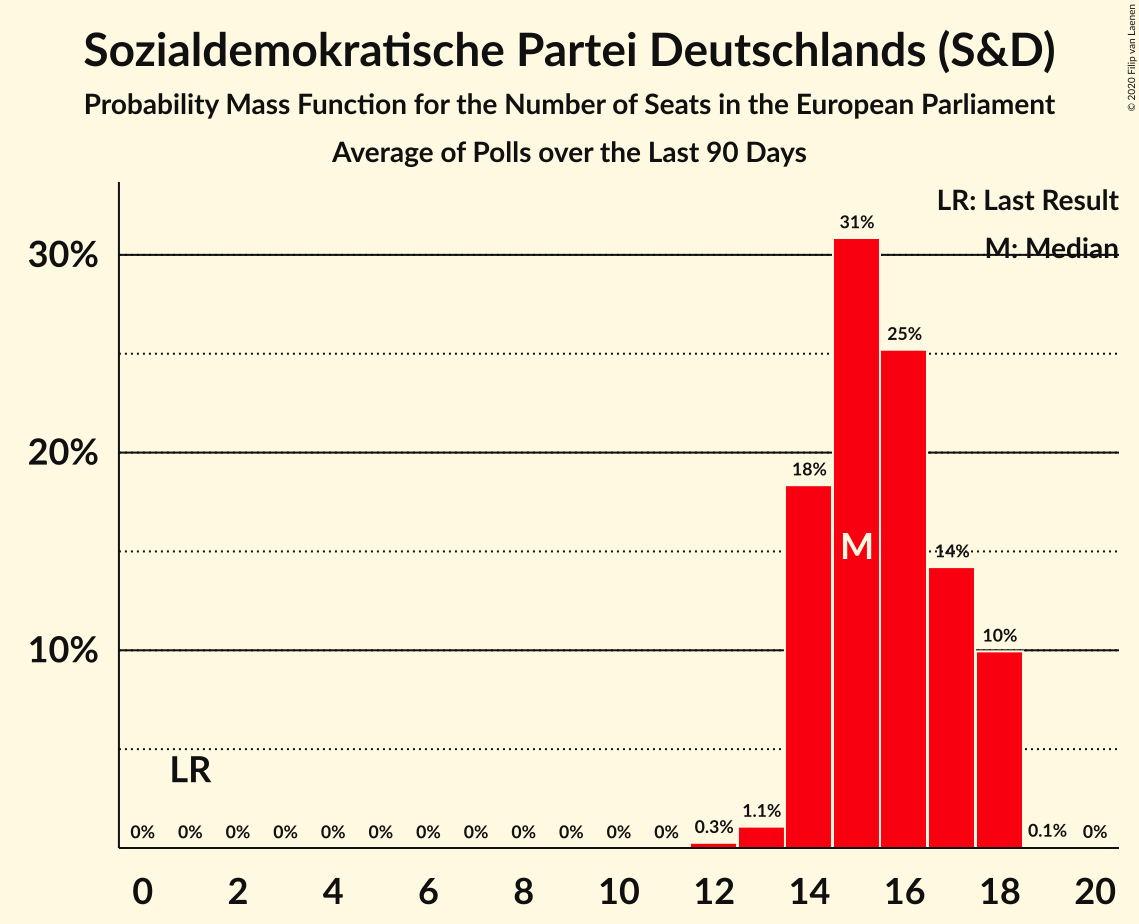 Sozialdemokratische Partei Deutschlands (S&D)
Probability Mass Function for the Number of Seats in the European Parliament
Average of Polls over the Last 90 Days
© 2020 Filip van Laenen
LR: Last Result
M: Median
30%
20%
10%
31%
25%
18%
M
14%
10%
LR
0% 0% 0% 0% 0% 0% 0% 0% 0% 0% 0% 0% 0.3% 1.1% 0.1% 0%
0 2 4 6 8 10 12 14 16 18 20